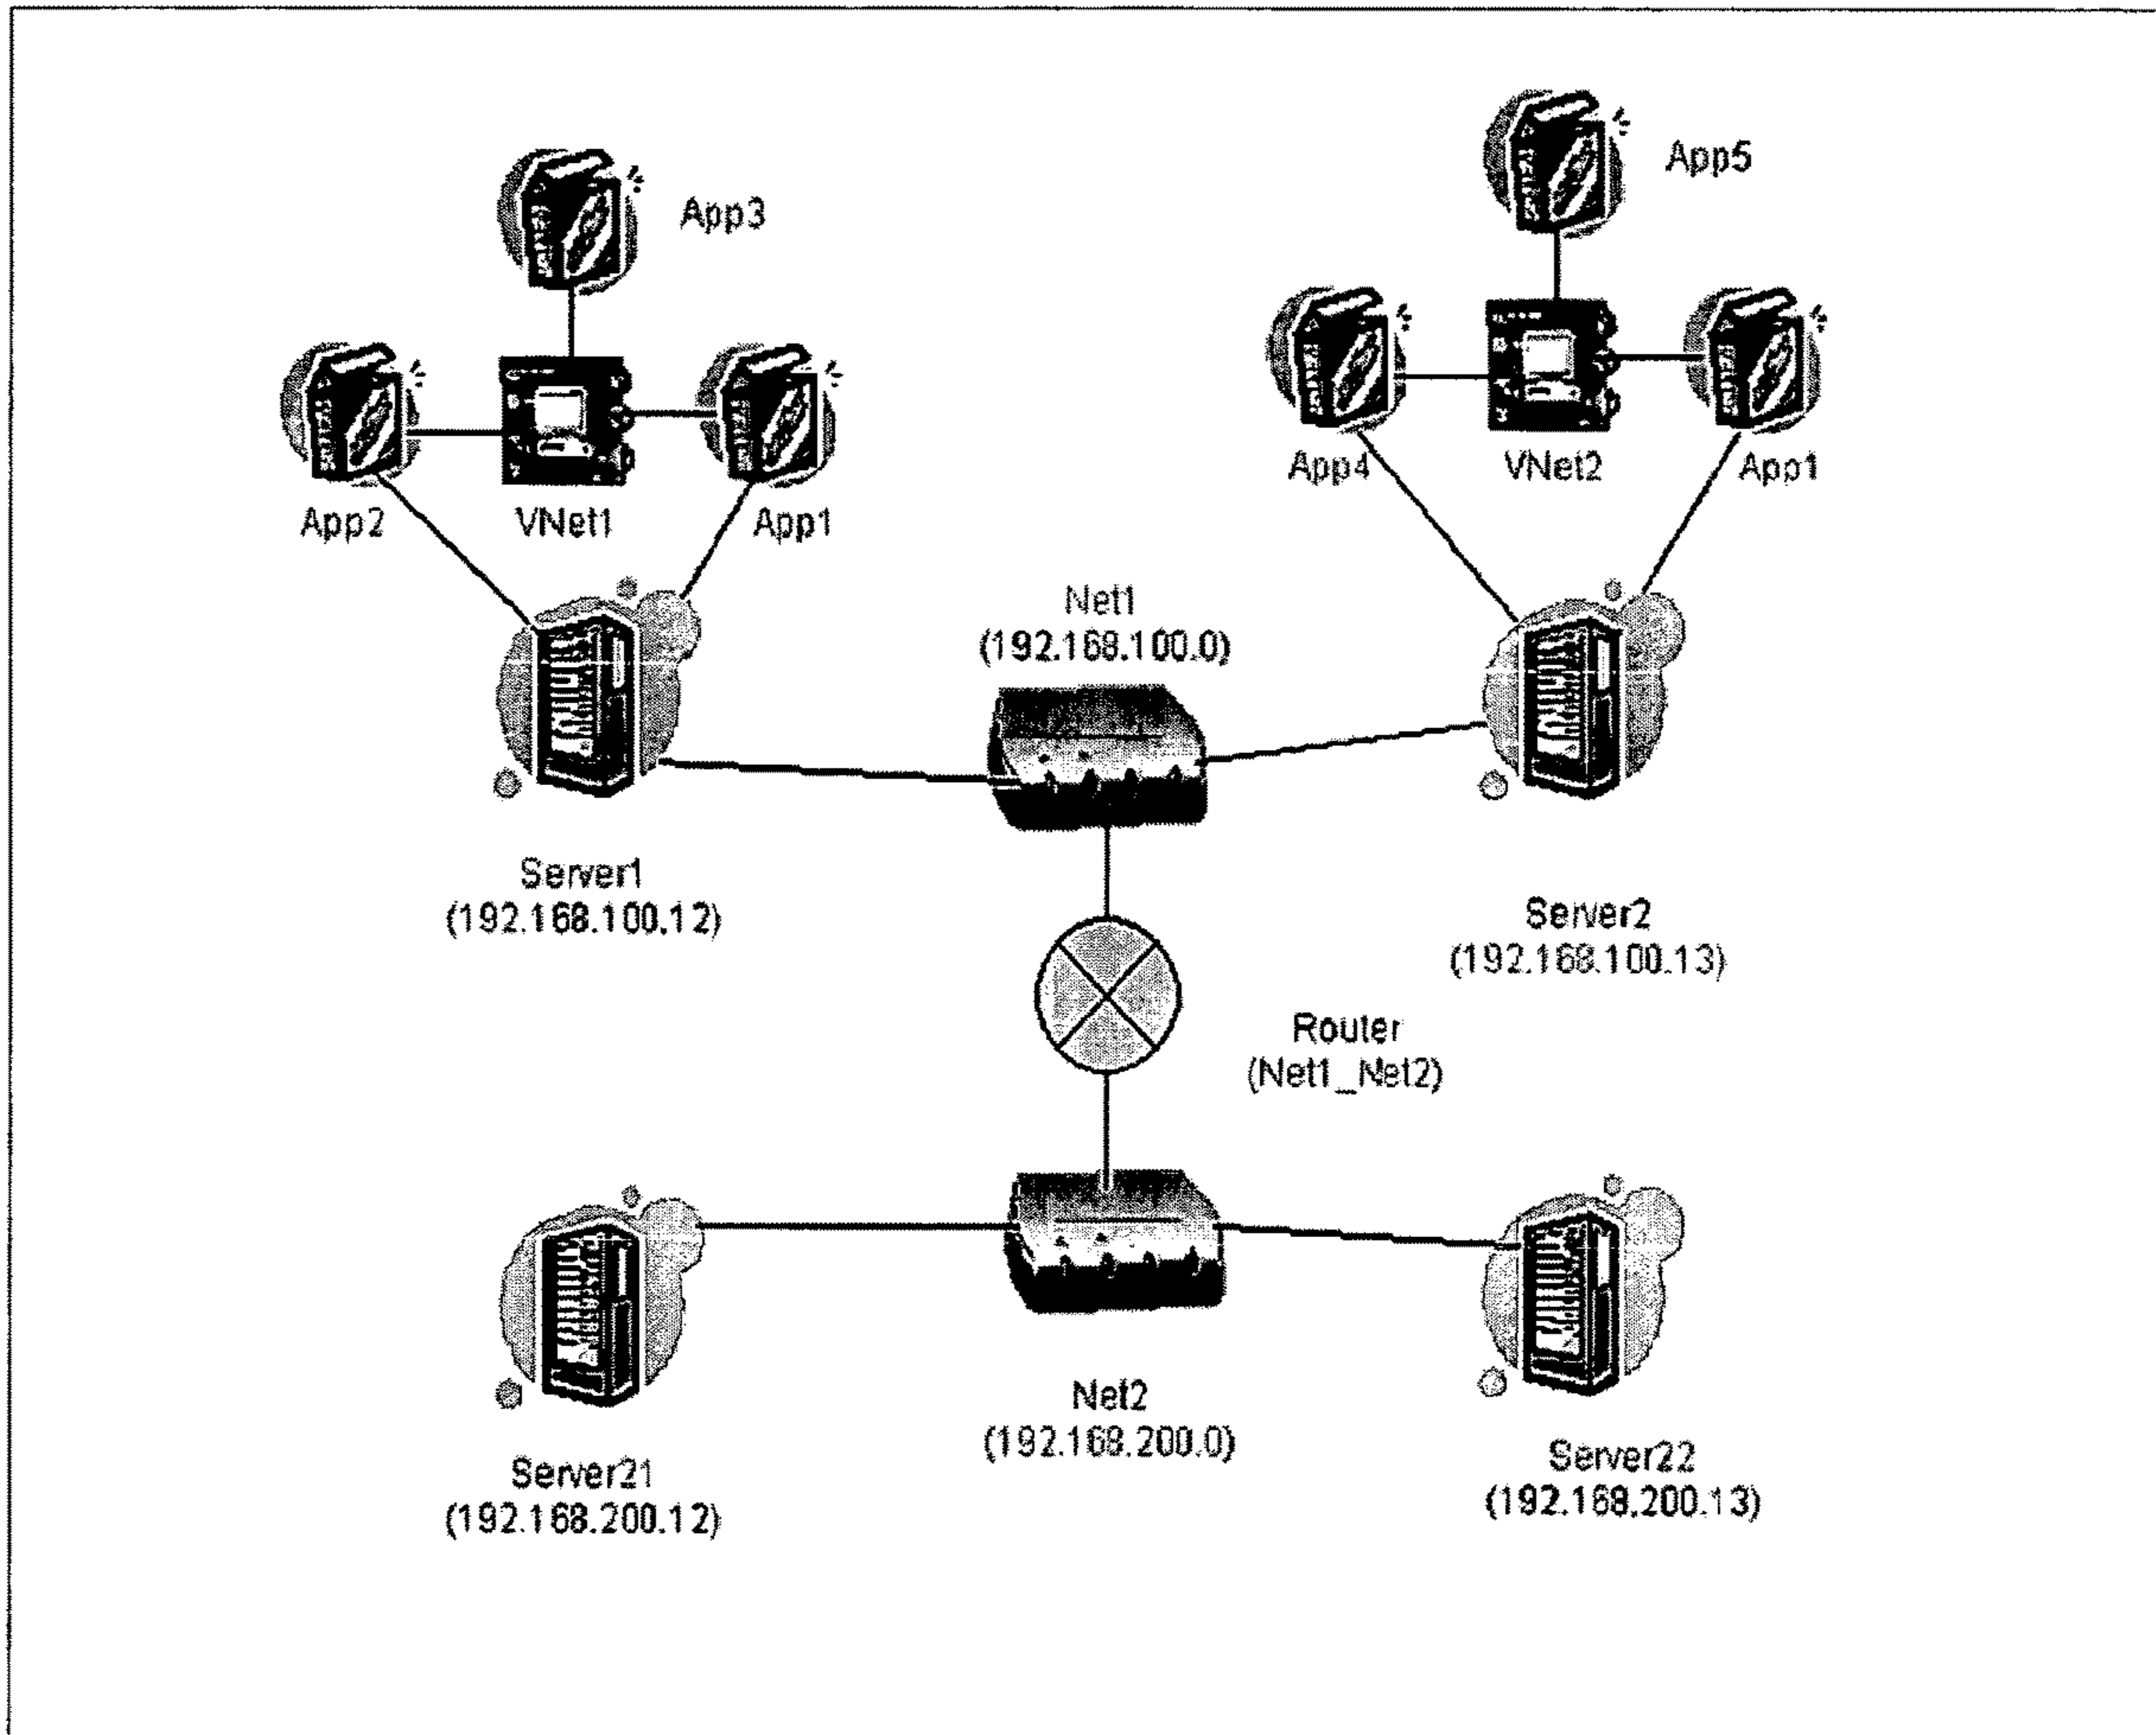 App3
App5
App2
VNet1
App1
App4
VNet2
App1
Net1
(192.168.100.0)
Server1
(192.168.100.12)
Server2
(192.168.100.13)
Router
(Net1_Net2)
Net2
(192.168.200.0)
Server21
(192.168.200.12)
Server22
(192.168.200.13)